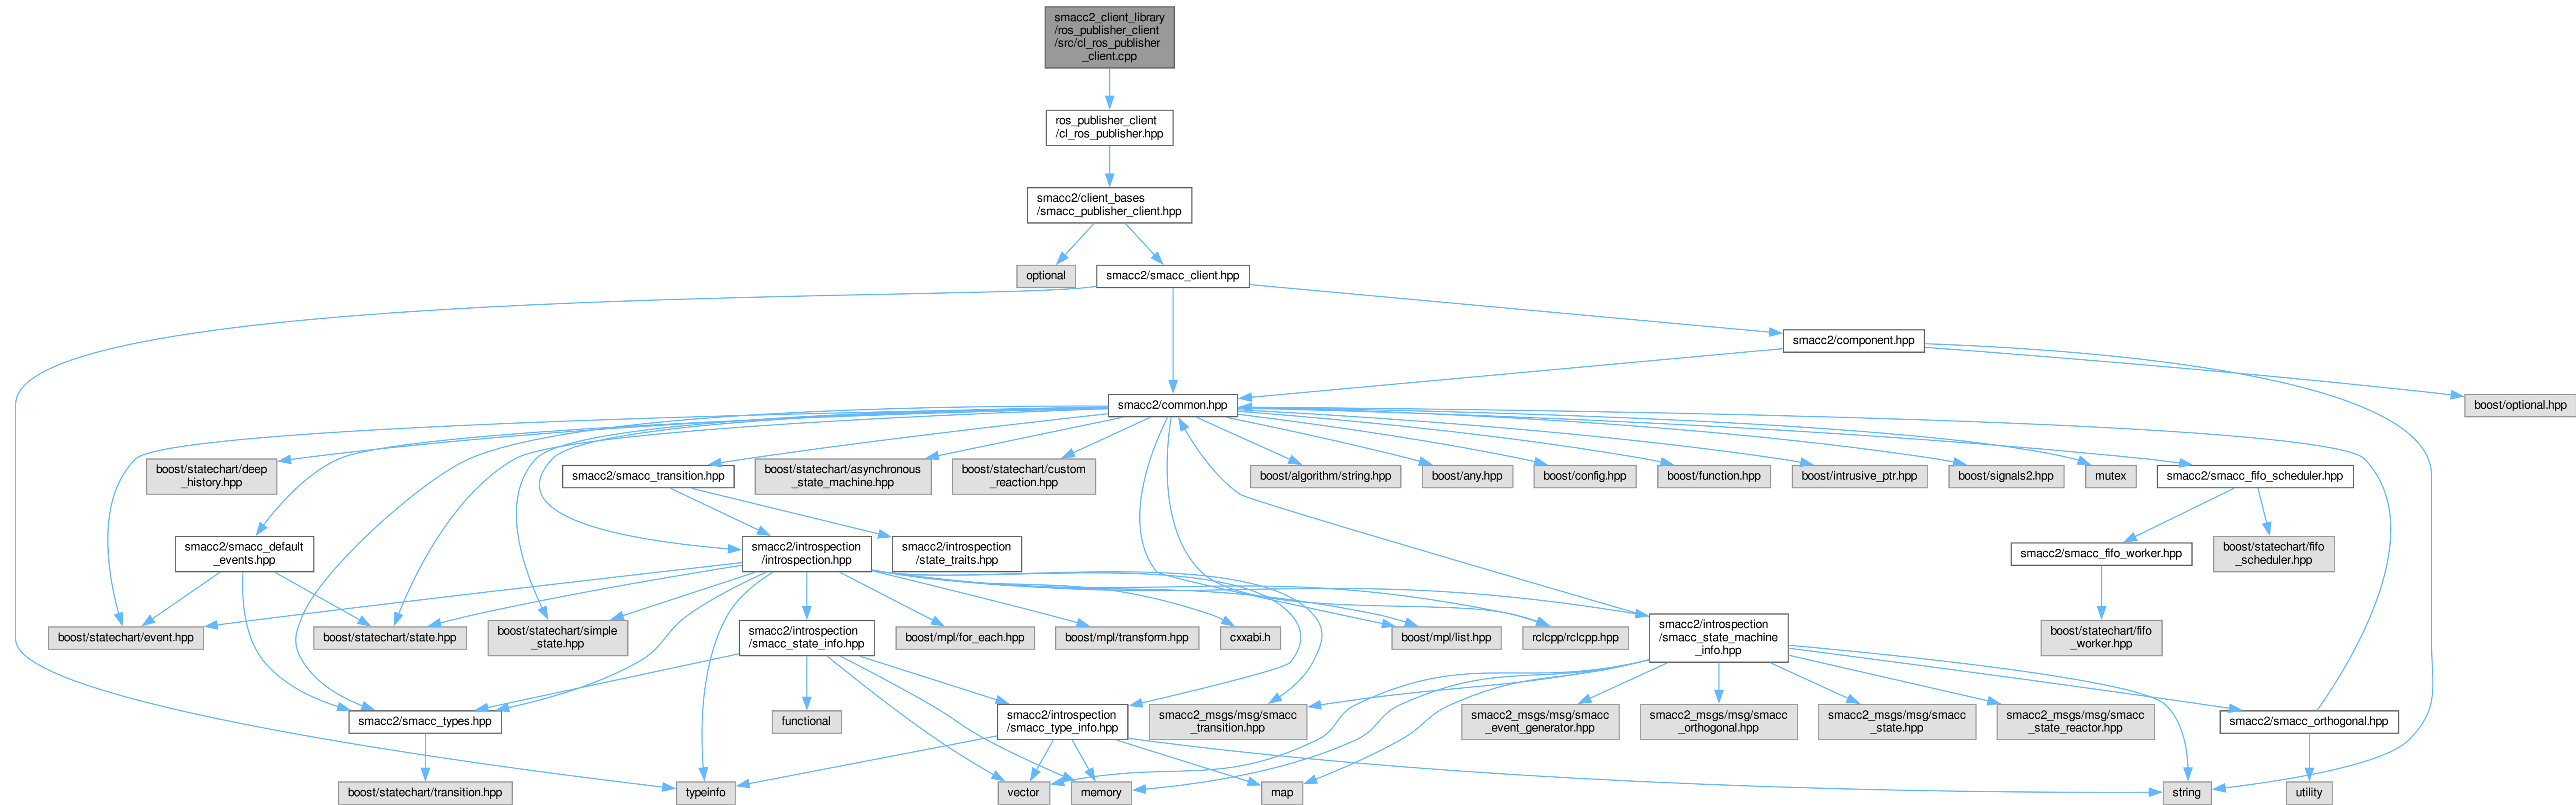 smacc2_client_library
/ros_publisher_client
/src/cl_ros_publisher
_client.cpp
ros_publisher_client
/cl_ros_publisher.hpp
smacc2/client_bases
/smacc_publisher_client.hpp
optional
smacc2/smacc_client.hpp
smacc2/component.hpp
smacc2/common.hpp
boost/optional.hpp
boost/statechart/deep
_history.hpp
smacc2/smacc_transition.hpp
boost/statechart/asynchronous
_state_machine.hpp
boost/statechart/custom
_reaction.hpp
boost/algorithm/string.hpp
boost/any.hpp
boost/config.hpp
boost/function.hpp
boost/intrusive_ptr.hpp
boost/signals2.hpp
mutex
smacc2/smacc_fifo_scheduler.hpp
smacc2/smacc_default
_events.hpp
smacc2/introspection
/introspection.hpp
smacc2/introspection
/state_traits.hpp
smacc2/smacc_fifo_worker.hpp
boost/statechart/fifo
_scheduler.hpp
boost/statechart/event.hpp
boost/statechart/state.hpp
boost/statechart/simple
_state.hpp
smacc2/introspection
/smacc_state_info.hpp
boost/mpl/for_each.hpp
boost/mpl/transform.hpp
cxxabi.h
boost/mpl/list.hpp
rclcpp/rclcpp.hpp
smacc2/introspection
/smacc_state_machine
_info.hpp
boost/statechart/fifo
_worker.hpp
smacc2/smacc_types.hpp
functional
smacc2/introspection
/smacc_type_info.hpp
smacc2_msgs/msg/smacc
_transition.hpp
smacc2_msgs/msg/smacc
_event_generator.hpp
smacc2_msgs/msg/smacc
_orthogonal.hpp
smacc2_msgs/msg/smacc
_state.hpp
smacc2_msgs/msg/smacc
_state_reactor.hpp
smacc2/smacc_orthogonal.hpp
boost/statechart/transition.hpp
typeinfo
vector
memory
map
string
utility